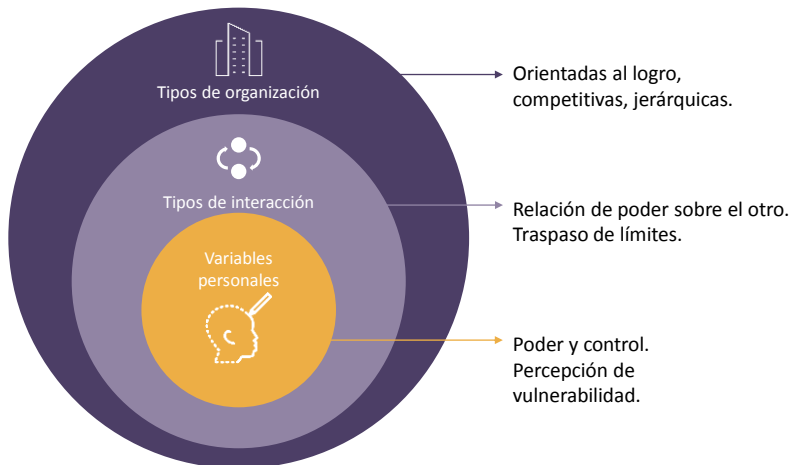 Tipos de organización
Orientadas al logro,
competitivas, jerárquicas.
Tipos de interacción
Relación de poder sobre el otro.
Traspaso de límites.
Variables
personales
Poder y control.
Percepción de
vulnerabilidad.